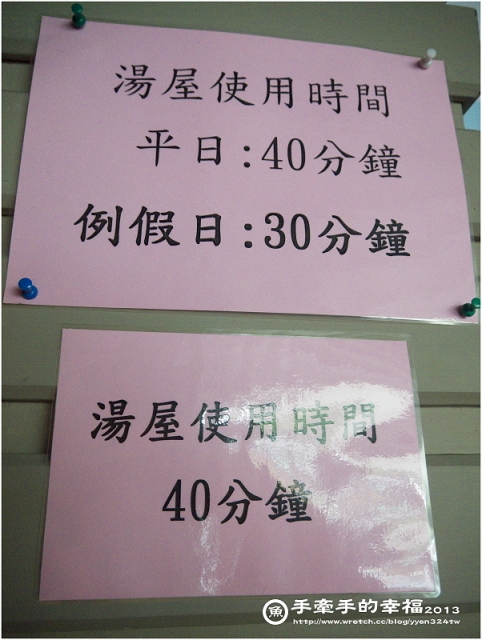 湯屋使用時間
平日:40分鐘
例假日:30分鐘
湯屋使用時間
40分鐘
魚 手牽手的幸福2013
http://www.wretch.cc/blog/yyen324tw